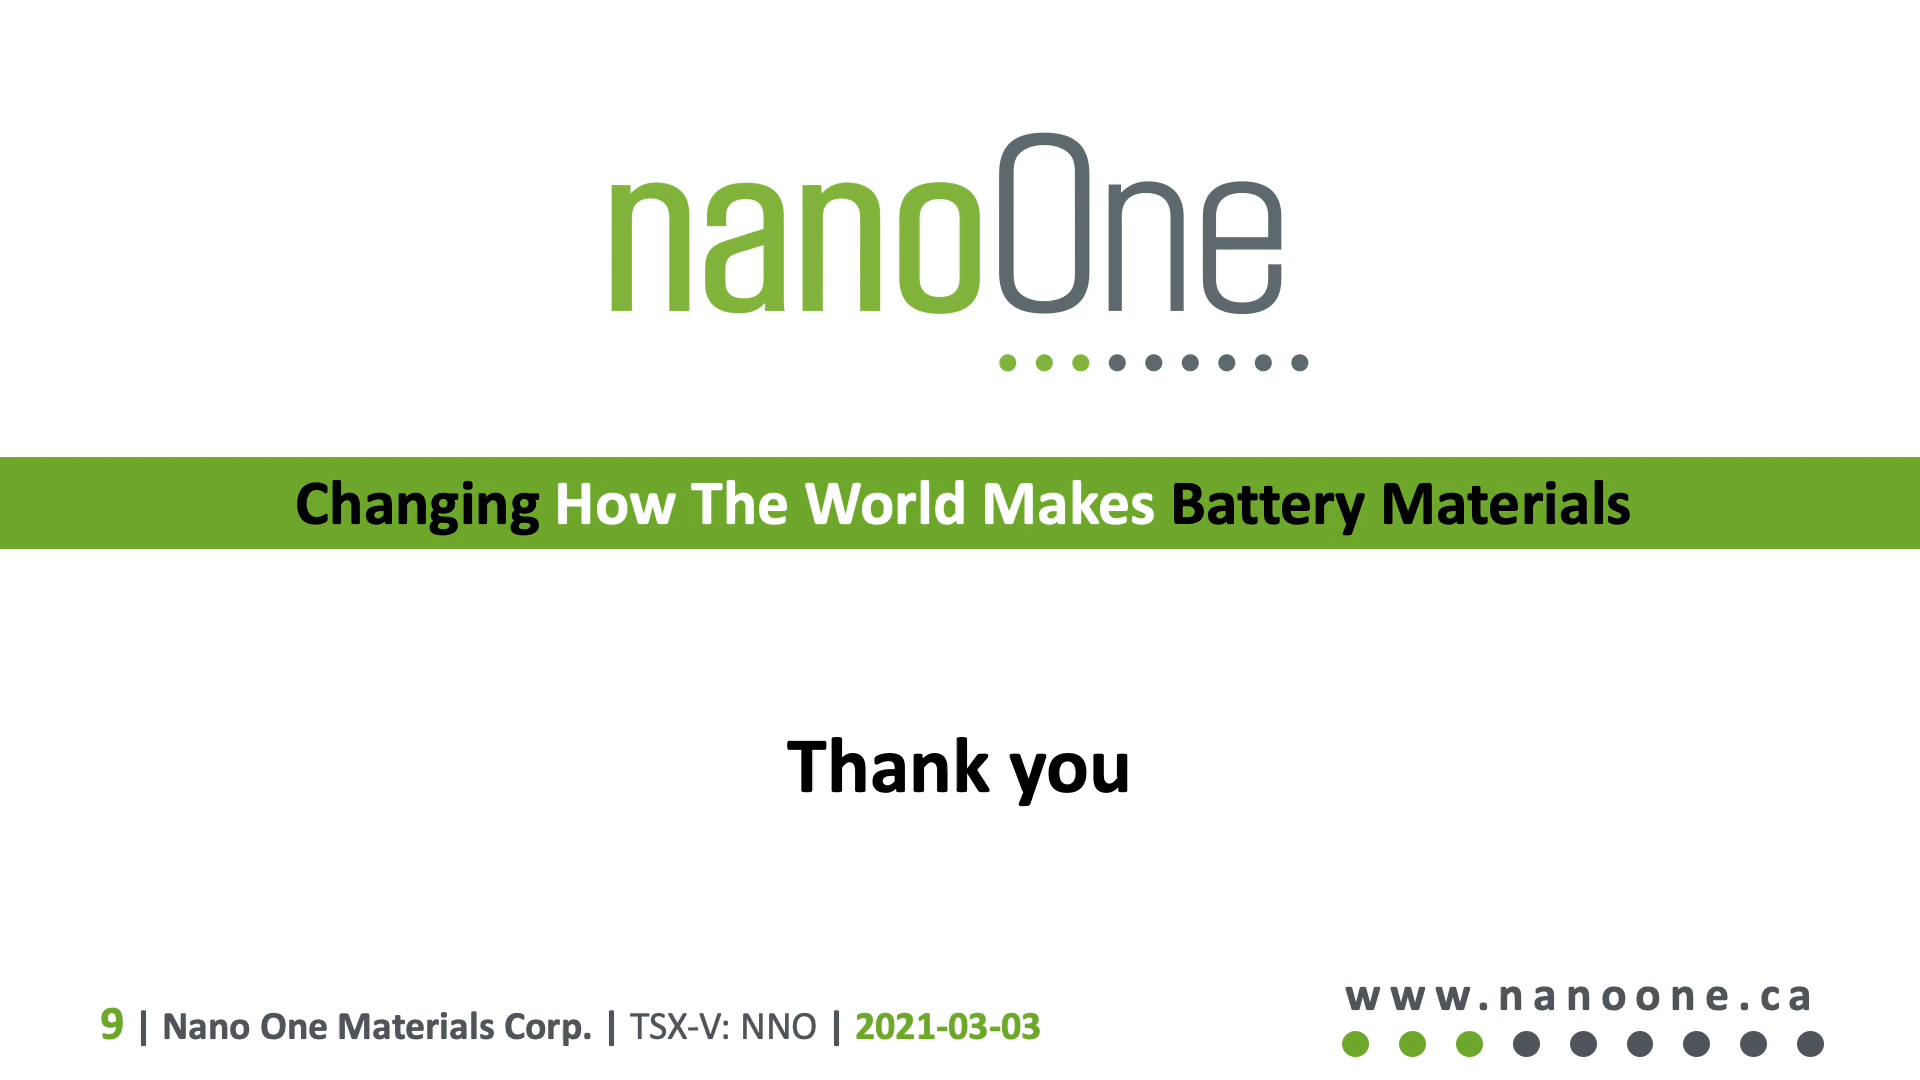 nanoOne
Changing How The World Makes Battery Materials
Thank you
www.nanoone.ca
9 | Nano One Materials Corp. | TSX-V: NNO | 2021-03-03